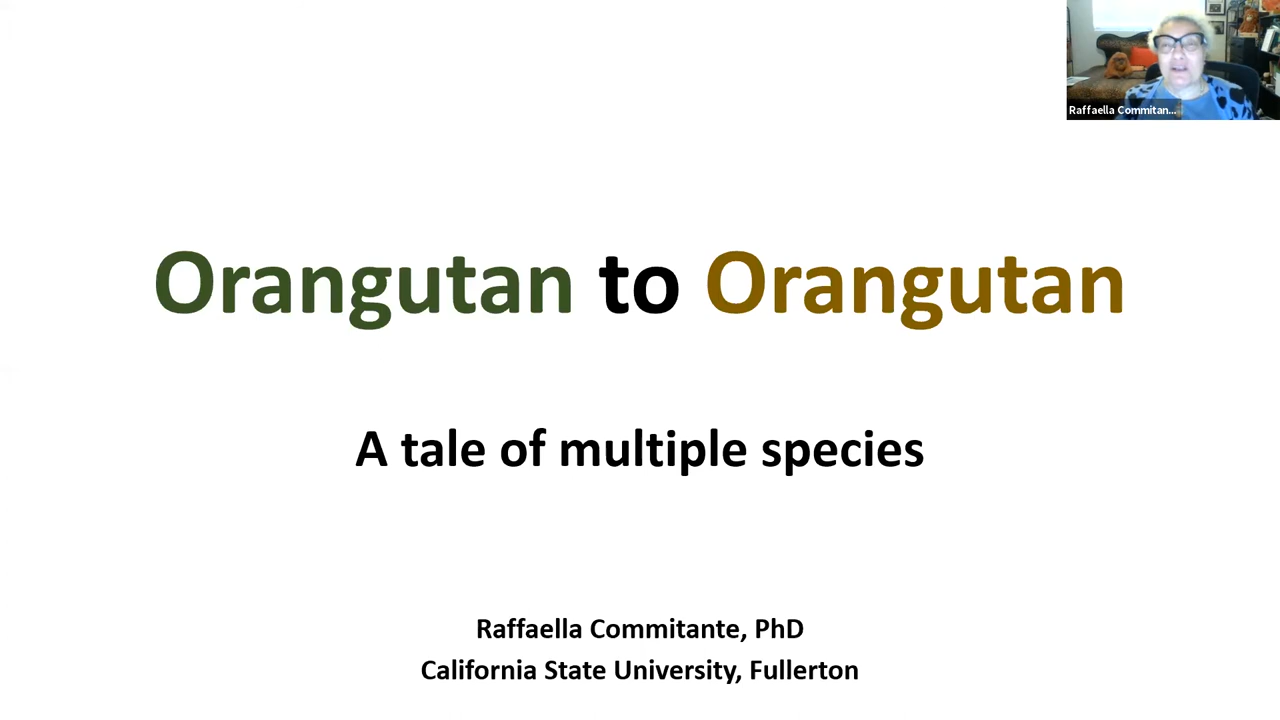 Raffaella Commitan...
Orangutan to Orangutan
A tale of multiple species
Raffaella Commitante, PhD
California State University, Fullerton